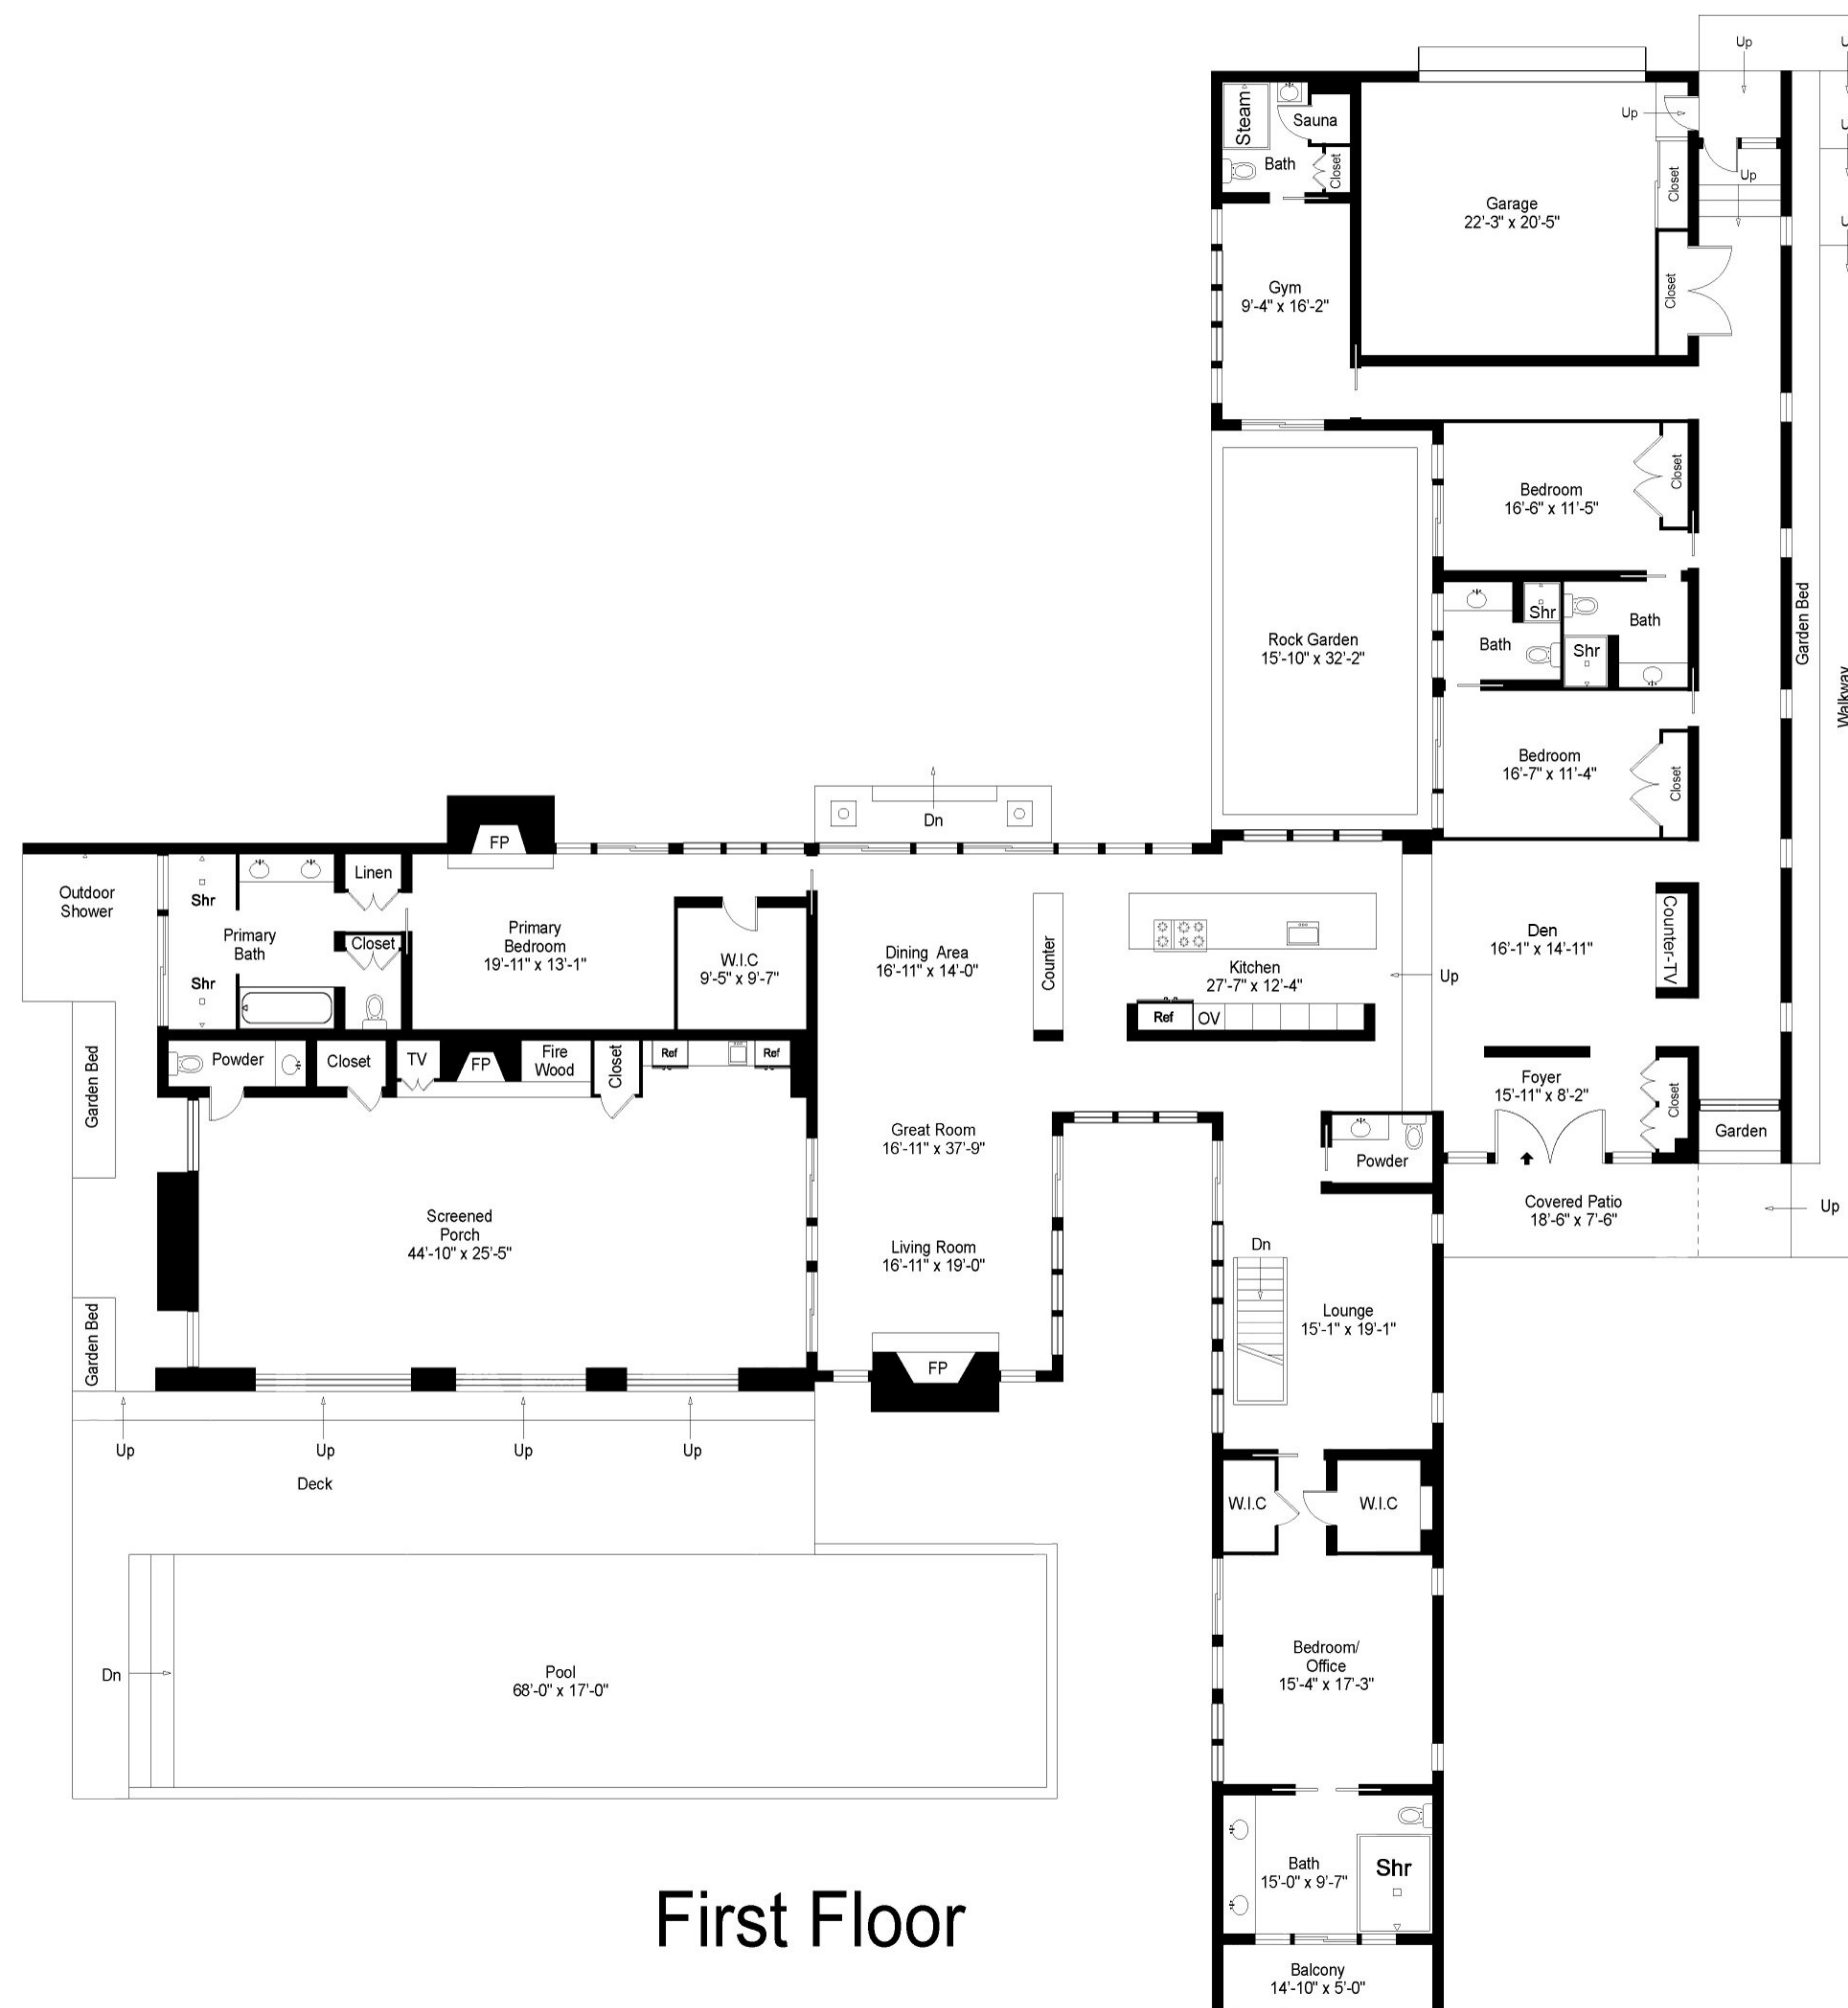 Up
Steam
Sauna
Up
Bath
Closet
Closet
Up
Garage
22'-3" x 20'-5"
Gym
9'-4" x 16'-2"
Closet
Bedroom
16'-6" x 11'-5"
Closet
Garden Bed
Shr
Bath
Rock Garden
15'-10" x 32'-2"
Bath
Shr
Walkway
Bedroom
16'-7" x 11'-4"
Closet
Dn
FP
Outdoor
Shower
Shr
Linen
Primary
Bath
Closet
Shr
Primary
Bedroom
19'-11" x 13'-1"
W.I.C
9'-5" x 9'-7"
Dining Area
16'-11" x 14'-0"
Counter
Kitchen
27'-7" x 12'-4"
Up
Den
16'-1" x 14'-11"
Counter-TV
Ref
OV
Garden Bed
Powder
Closet
TV
FP
Fire
Wood
Closet
Ref
Ref
Foyer
15'-11" x 8'-2"
Closet
Garden
Great Room
16'-11" x 37'-9"
Powder
Screened
Porch
44'-10" x 25'-5"
Covered Patio
18'-6" x 7'-6"
Up
Living Room
16'-11" x 19'-0"
Dn
Lounge
15'-1" x 19'-1"
Garden Bed
FP
Up
Up
Up
Up
Deck
W.I.C
W.I.C
Bedroom/
Office
15'-4" x 17'-3"
Dn
Pool
68'-0" x 17'-0"
Bath
15'-0" x 9'-7"
Shr
First Floor
Balcony
14'-10" x 5'-0"